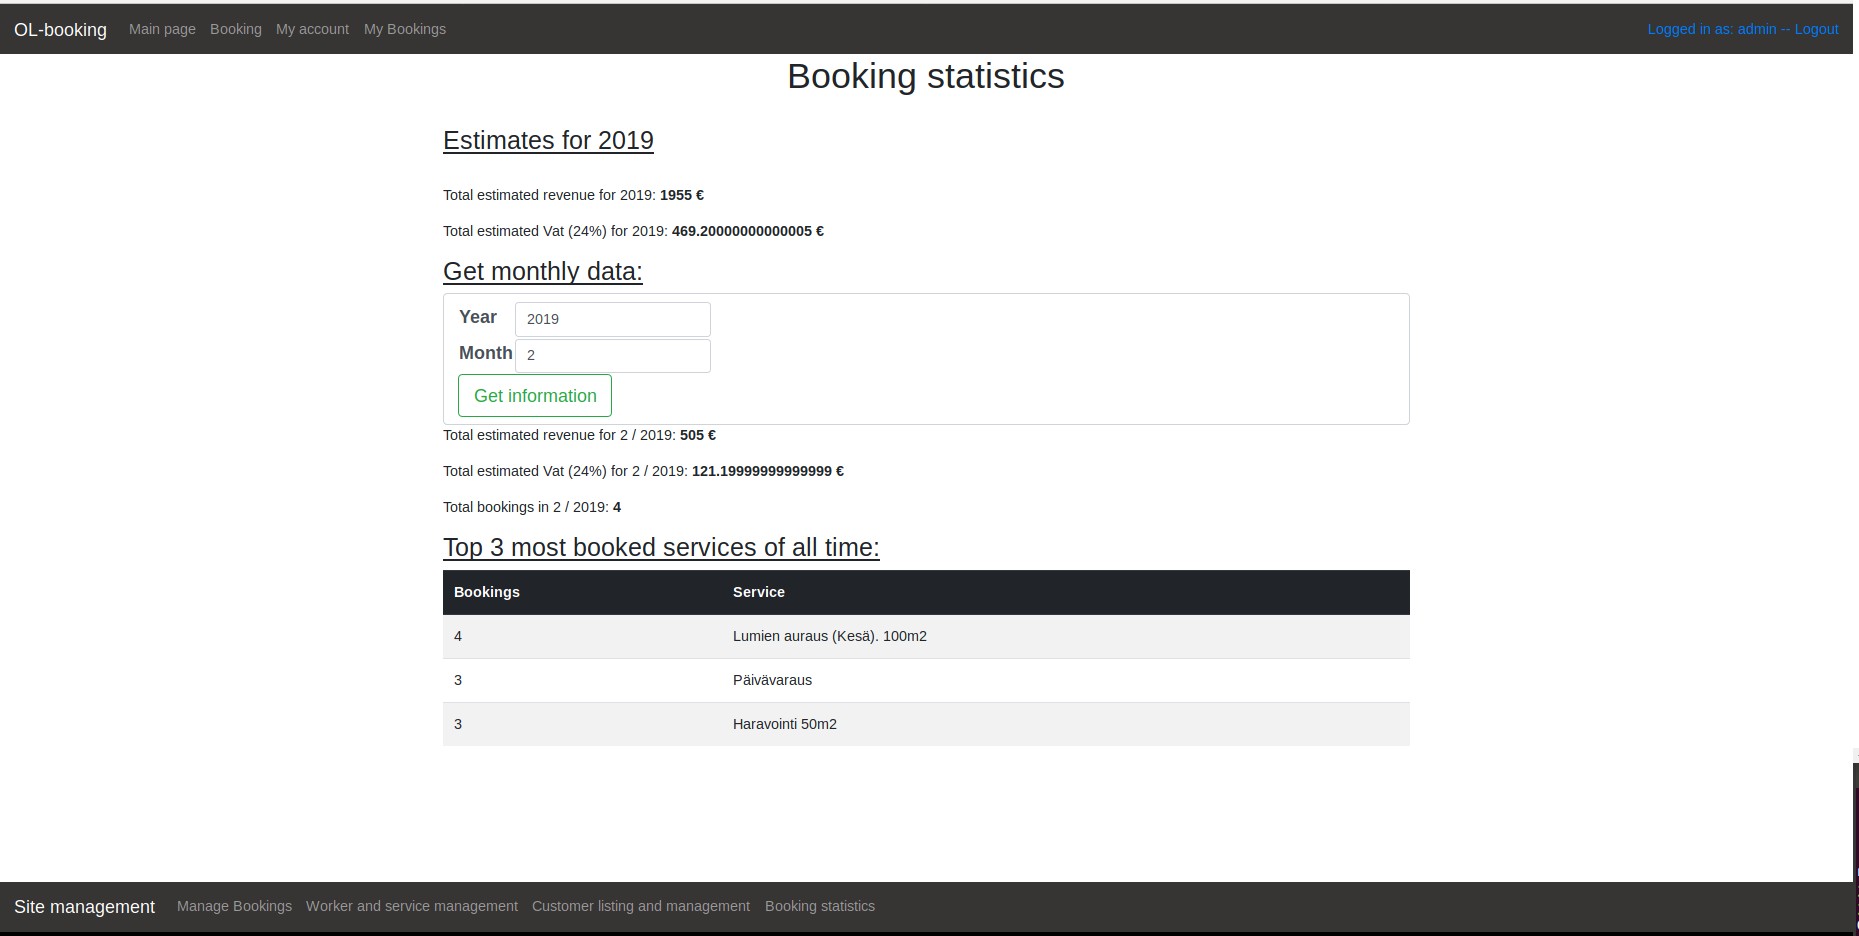 OL-booking Main page Booking My account My Bookings Logged in as: admin -- Logout
Booking statistics
Estimates for 2019
Total estimated revenue for 2019: 1955 €
Total estimated Vat (24%) for 2019: 469.20000000000005 €
Get monthly data:
Year 2019
Month 2
Get information
Total estimated revenue for 2 / 2019: 505 €
Total estimated Vat (24%) for 2 / 2019: 121.19999999999999 €
Total bookings in 2 / 2019: 4
Top 3 most booked services of all time:
Bookings Service
4 Lumien auraus (Kesä). 100m2
3 Päivävaraus
3 Haravointi 50m2
Site management Manage Bookings Worker and service management Customer listing and management Booking statistics